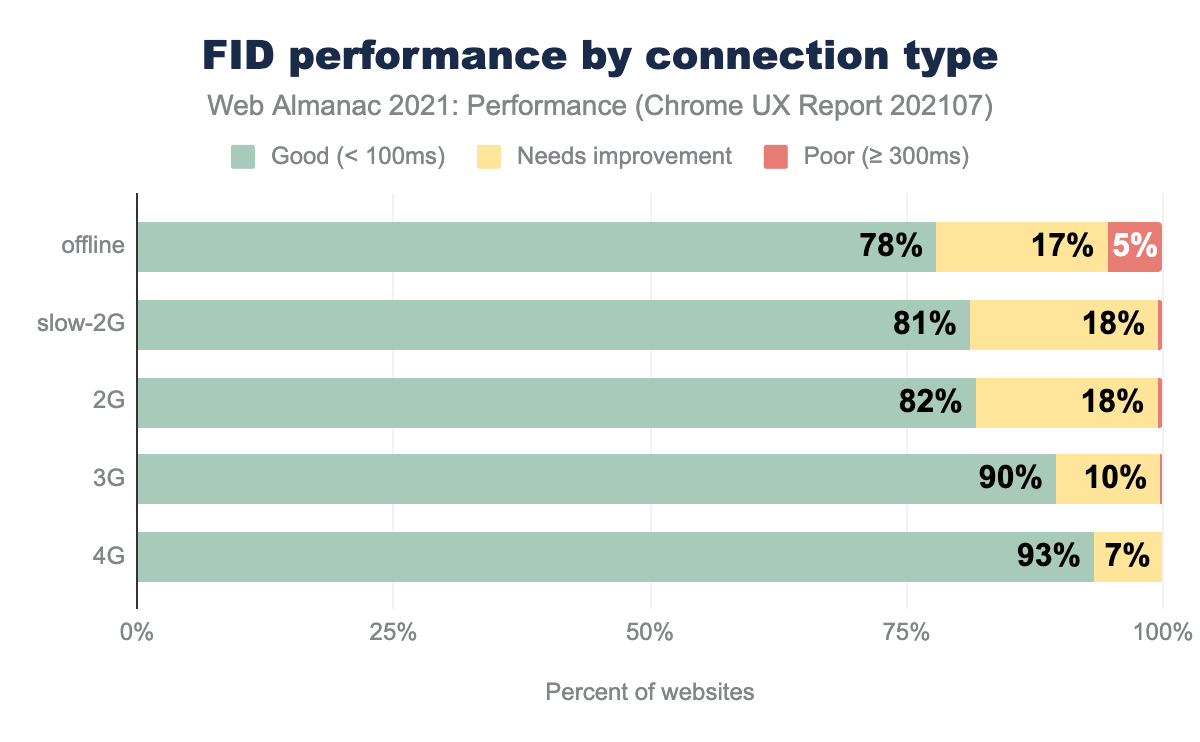 FID performance by connection type
Web Almanac 2021: Performance (Chrome UX Report 202107)
Good (< 100ms) Needs improvement Poor (≥ 300ms)
offline 78% 17% 5%
slow-2G 81% 18%
2G 82% 18%
3G 90% 10%
4G 93% 7%
0% 25% 50% 75% 100%
Percent of websites